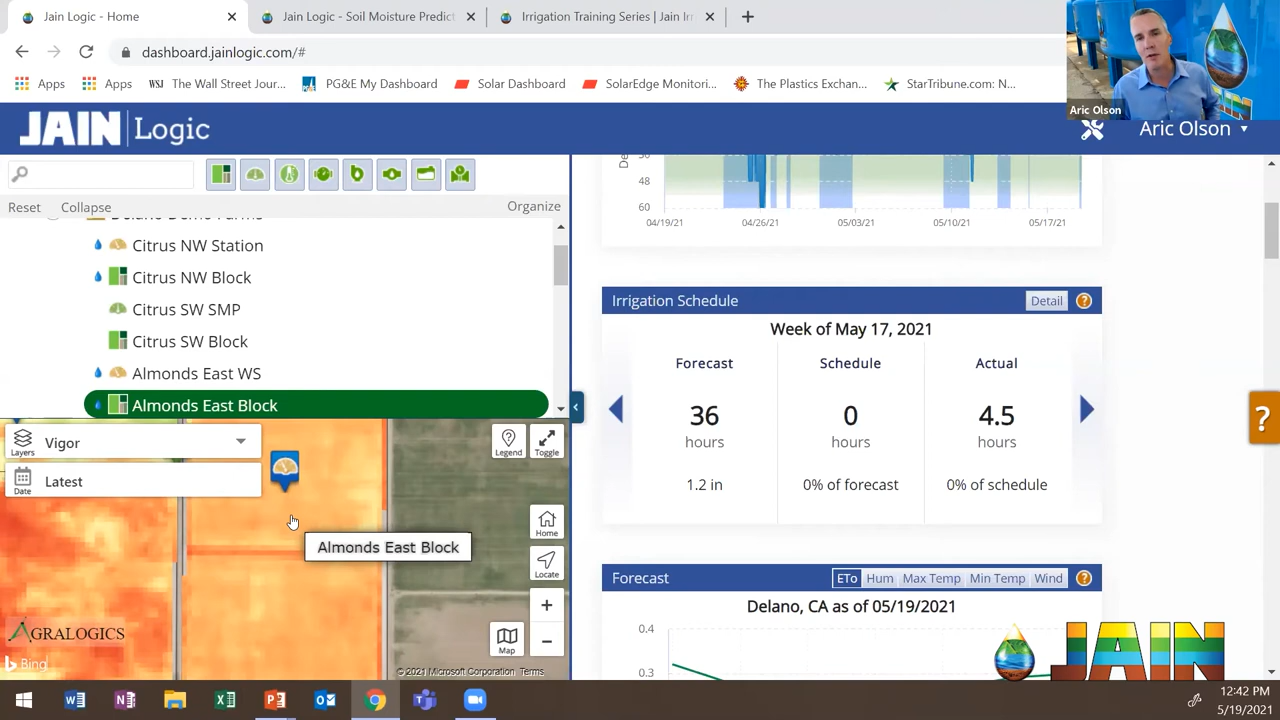 Jain Logic - Home
Jain Logic - Soil Moisture Predict
Irrigation Training Series | Jain Ir
dashboard.jainlogic.com/#
Apps
Apps
WSJ The Wall Street Jour...
PG&E My Dashboard
Solar Dashboard
SolarEdge Monitori...
The Plastics Exchan...
StarTribune.com: N...
Aric Olson
JAIN Logic
Aric Olson
Reset
Collapse
Organize
Delano Demo Farms
Citrus NW Station
Citrus NW Block
Citrus SW SMP
Citrus SW Block
Almonds East WS
Almonds East Block
Layers
Vigor
Date
Latest
Legend
Toggle
Almonds East Block
Home
Locate
Map
AGRALOGICS
Bing
© 2021 Microsoft Corporation Terms
48
60
04/19/21
04/26/21
05/03/21
05/10/21
05/17/21
Irrigation Schedule
Detail
?
Week of May 17, 2021
Forecast
Schedule
Actual
36
0
4.5
hours
hours
hours
1.2 in
0% of forecast
0% of schedule
?
Forecast
ETo
Hum
Max Temp
Min Temp
Wind
?
Delano, CA as of 05/19/2021
0.4
0.3
JAIN
12:42 PM
5/19/2021